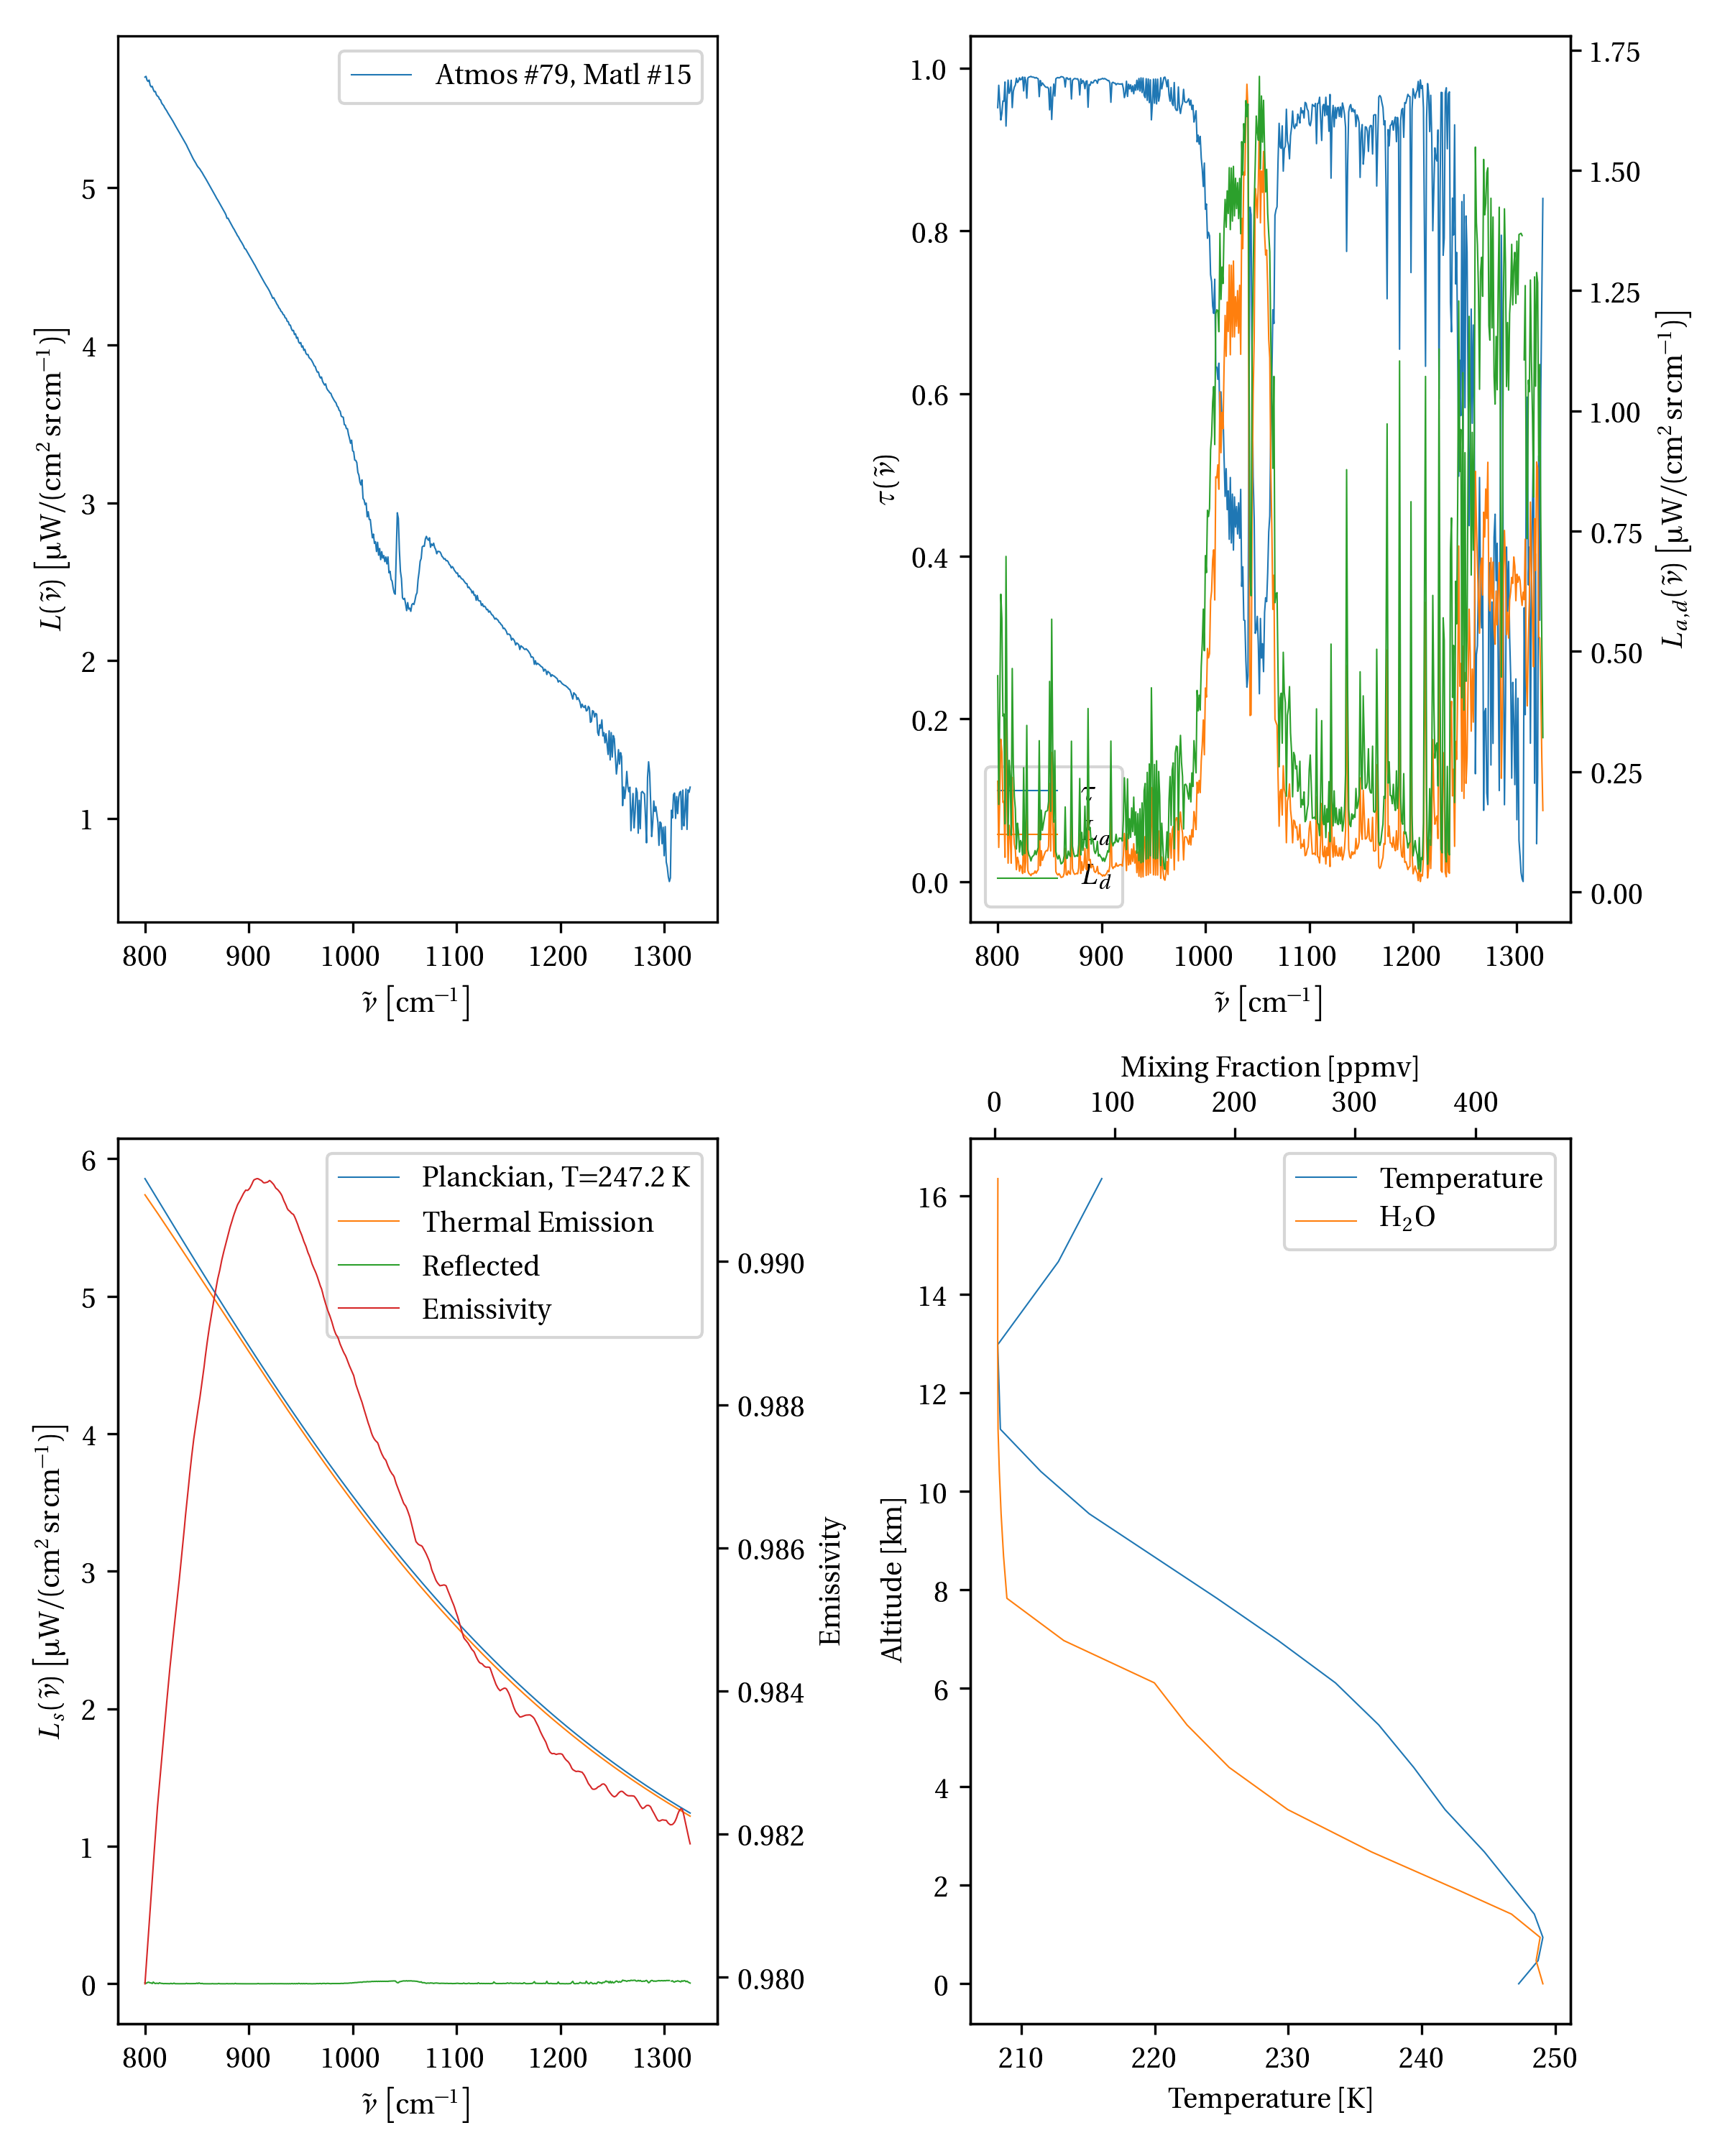 Atmos #79, Matl #15
5
4
3
2
1
L(ν̃) [µW/(cm² sr cm⁻¹)]
800 900 1000 1100 1200 1300
ν̃ [cm⁻¹]
1.0
0.8
0.6
0.4
0.2
0.0
τ(ν̃)
τ
Lₐ
L_d
1.75
1.50
1.25
1.00
0.75
0.50
0.25
0.00
L_{a,d}(ν̃) [µW/(cm² sr cm⁻¹)]
800 900 1000 1100 1200 1300
ν̃ [cm⁻¹]
6
5
4
3
2
1
0
Lₛ(ν̃) [µW/(cm² sr cm⁻¹)]
Planckian, T=247.2 K
Thermal Emission
Reflected
Emissivity
0.990
0.988
0.986
0.984
0.982
0.980
Emissivity
800 900 1000 1100 1200 1300
ν̃ [cm⁻¹]
Mixing Fraction [ppmv]
0 100 200 300 400
Temperature
H₂O
16
14
12
10
8
6
4
2
0
Altitude [km]
210 220 230 240 250
Temperature [K]